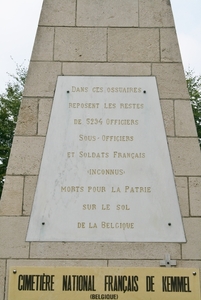 Dans ces ossuaires
reposent les restes
de 5294 Officiers
Sous-Officiers
et Soldats Français
"inconnus"
morts pour la Patrie
sur le sol
de la Belgique
CIMETIÈRE NATIONAL FRANÇAIS DE KEMMEL
(BELGIQUE)